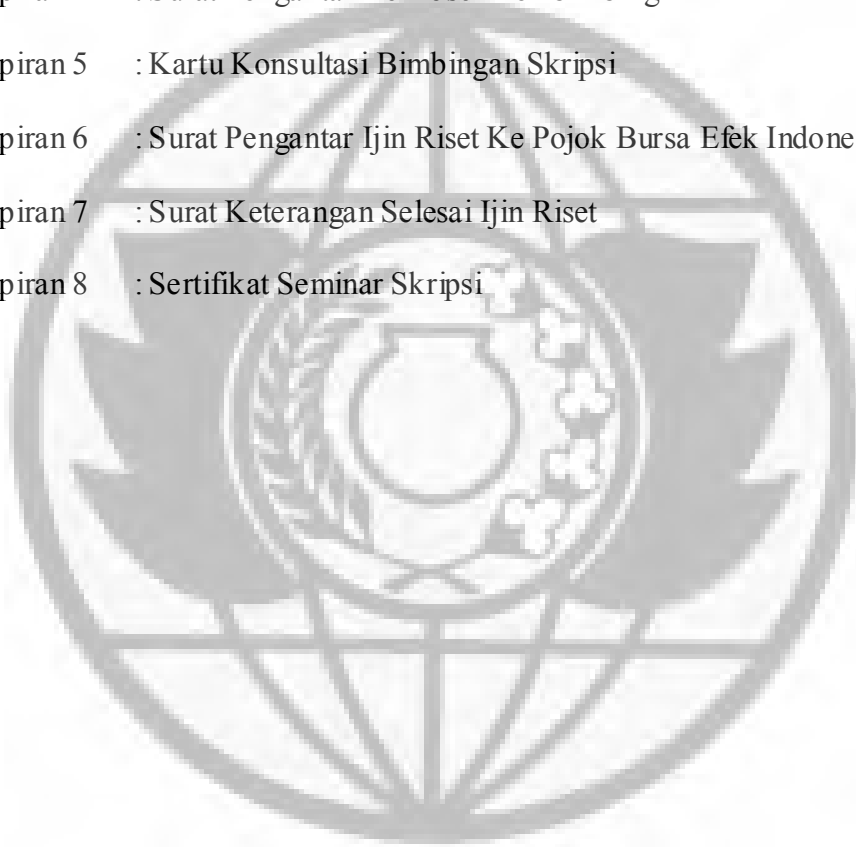 piran 5 : Kartu Konsultasi Bimbingan Skripsi
piran 6 : Surat Pengantar Ijin Riset Ke Pojok Bursa Efek Indone
piran 7 : Surat Keterangan Selesai Ijin Riset
piran 8 : Sertifikat Seminar Skripsi